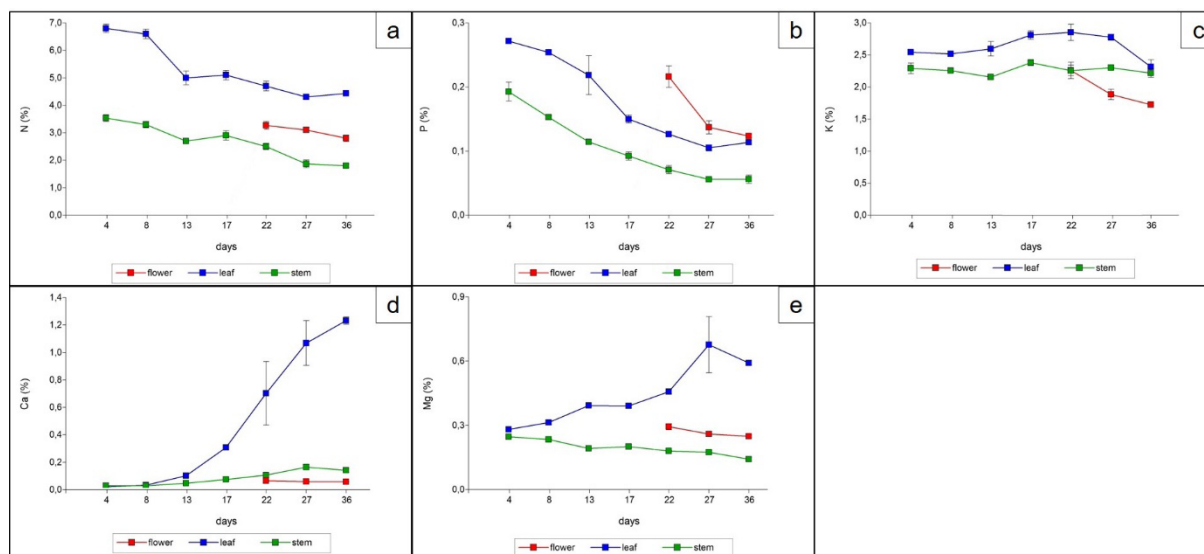 a
7,0
6,0
5,0
4,0
3,0
2,0
1,0
0,0
N (%)
4 8 13 17 22 27 36
days
flower leaf stem
b
0,3
0,2
0,1
0,0
P (%)
4 8 13 17 22 27 36
days
flower leaf stem
c
3,0
2,5
2,0
1,5
1,0
0,5
0,0
K (%)
4 8 13 17 22 27 36
days
flower leaf stem
d
1,4
1,2
1,0
0,8
0,6
0,4
0,2
0,0
Ca (%)
4 8 13 17 22 27 36
days
flower leaf stem
e
0,9
0,6
0,3
0,0
Mg (%)
4 8 13 17 22 27 36
days
flower leaf stem